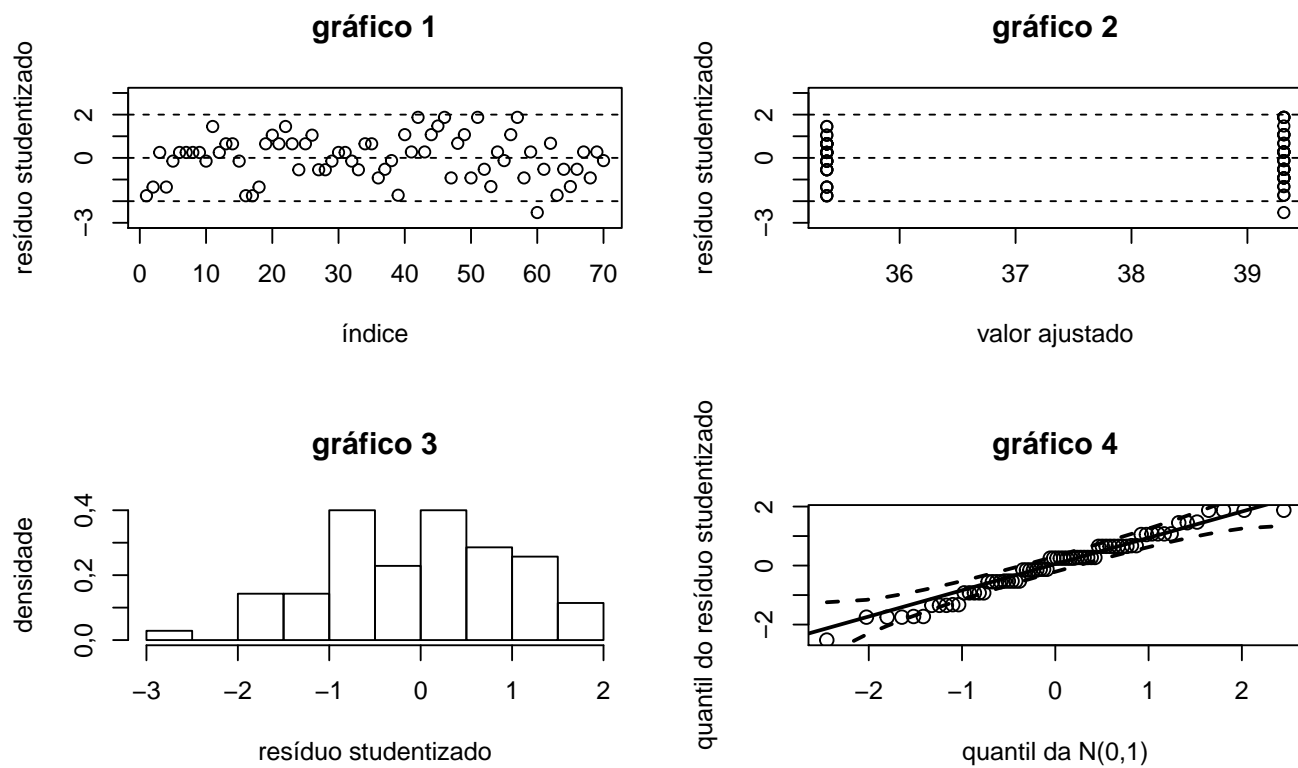 gráfico 1
resíduo studentizado
2
0
−3
0 10 20 30 40 50 60 70
índice
gráfico 2
resíduo studentizado
2
0
−3
36 37 38 39
valor ajustado
gráfico 3
densidade
0,4
0,2
0,0
−3 −2 −1 0 1 2
resíduo studentizado
gráfico 4
quantil do resíduo studentizado
2
0
−2
−2 −1 0 1 2
quantil da N(0,1)